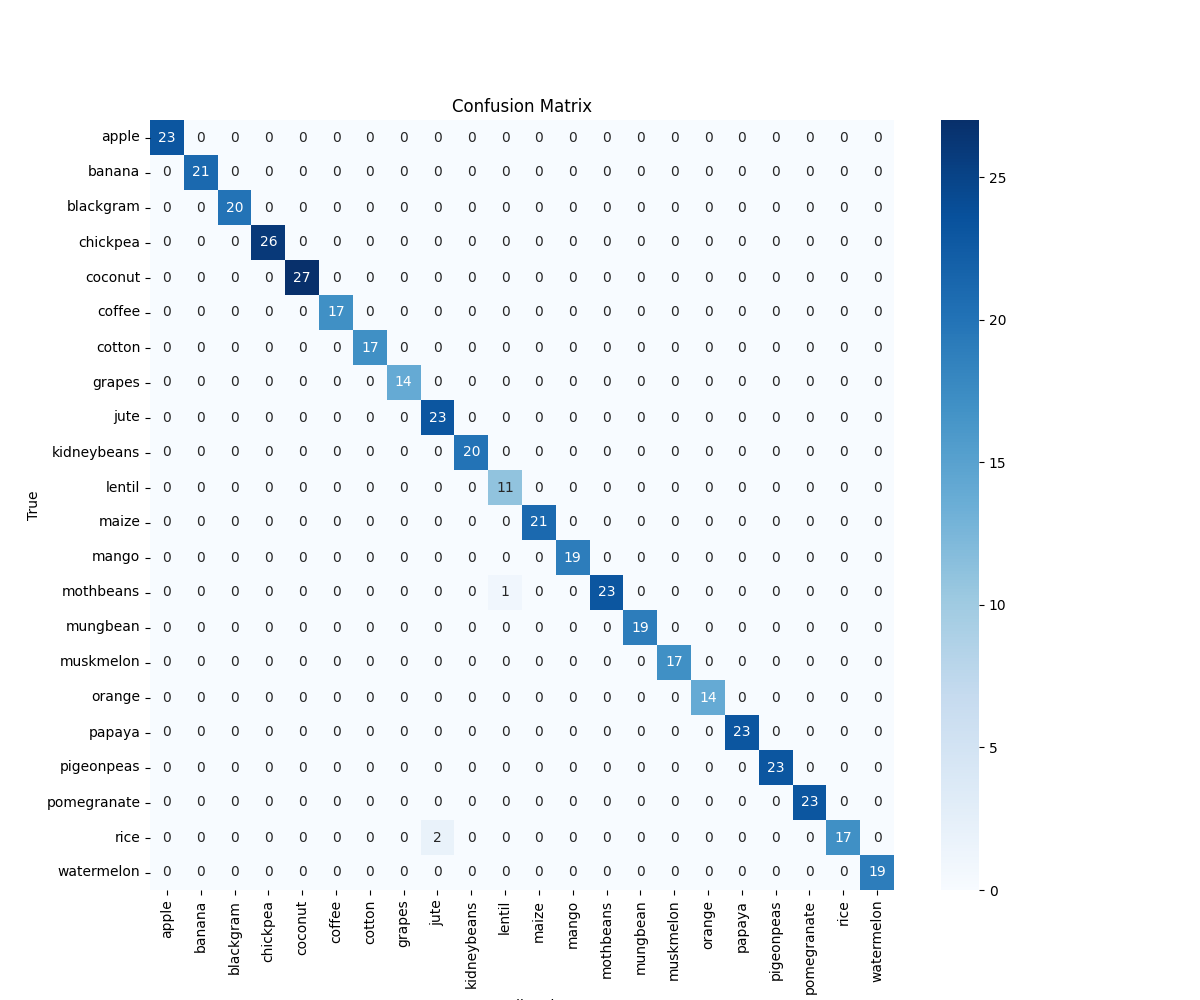 Confusion Matrix
apple 23 0 0 0 0 0 0 0 0 0 0 0 0 0 0 0 0 0 0 0 0 0
banana 0 21 0 0 0 0 0 0 0 0 0 0 0 0 0 0 0 0 0 0 0 0
blackgram 0 0 20 0 0 0 0 0 0 0 0 0 0 0 0 0 0 0 0 0 0 0
chickpea 0 0 0 26 0 0 0 0 0 0 0 0 0 0 0 0 0 0 0 0 0 0
coconut 0 0 0 0 27 0 0 0 0 0 0 0 0 0 0 0 0 0 0 0 0 0
coffee 0 0 0 0 0 17 0 0 0 0 0 0 0 0 0 0 0 0 0 0 0 0
cotton 0 0 0 0 0 0 17 0 0 0 0 0 0 0 0 0 0 0 0 0 0 0
grapes 0 0 0 0 0 0 0 14 0 0 0 0 0 0 0 0 0 0 0 0 0 0
jute 0 0 0 0 0 0 0 0 23 0 0 0 0 0 0 0 0 0 0 0 0 0
kidneybeans 0 0 0 0 0 0 0 0 0 20 0 0 0 0 0 0 0 0 0 0 0 0
lentil 0 0 0 0 0 0 0 0 0 0 11 0 0 0 0 0 0 0 0 0 0 0
maize 0 0 0 0 0 0 0 0 0 0 0 21 0 0 0 0 0 0 0 0 0 0
mango 0 0 0 0 0 0 0 0 0 0 0 0 19 0 0 0 0 0 0 0 0 0
mothbeans 0 0 0 0 0 0 0 0 0 0 1 0 0 23 0 0 0 0 0 0 0 0
mungbean 0 0 0 0 0 0 0 0 0 0 0 0 0 0 19 0 0 0 0 0 0 0
muskmelon 0 0 0 0 0 0 0 0 0 0 0 0 0 0 0 17 0 0 0 0 0 0
orange 0 0 0 0 0 0 0 0 0 0 0 0 0 0 0 0 14 0 0 0 0 0
papaya 0 0 0 0 0 0 0 0 0 0 0 0 0 0 0 0 0 23 0 0 0 0
pigeonpeas 0 0 0 0 0 0 0 0 0 0 0 0 0 0 0 0 0 0 23 0 0 0
pomegranate 0 0 0 0 0 0 0 0 0 0 0 0 0 0 0 0 0 0 0 23 0 0
rice 0 0 0 0 0 0 0 0 2 0 0 0 0 0 0 0 0 0 0 0 17 0
watermelon 0 0 0 0 0 0 0 0 0 0 0 0 0 0 0 0 0 0 0 0 0 19
True
apple banana blackgram chickpea coconut coffee cotton grapes jute kidneybeans lentil maize mango mothbeans mungbean muskmelon orange papaya pigeonpeas pomegranate rice watermelon
25
20
15
10
5
0